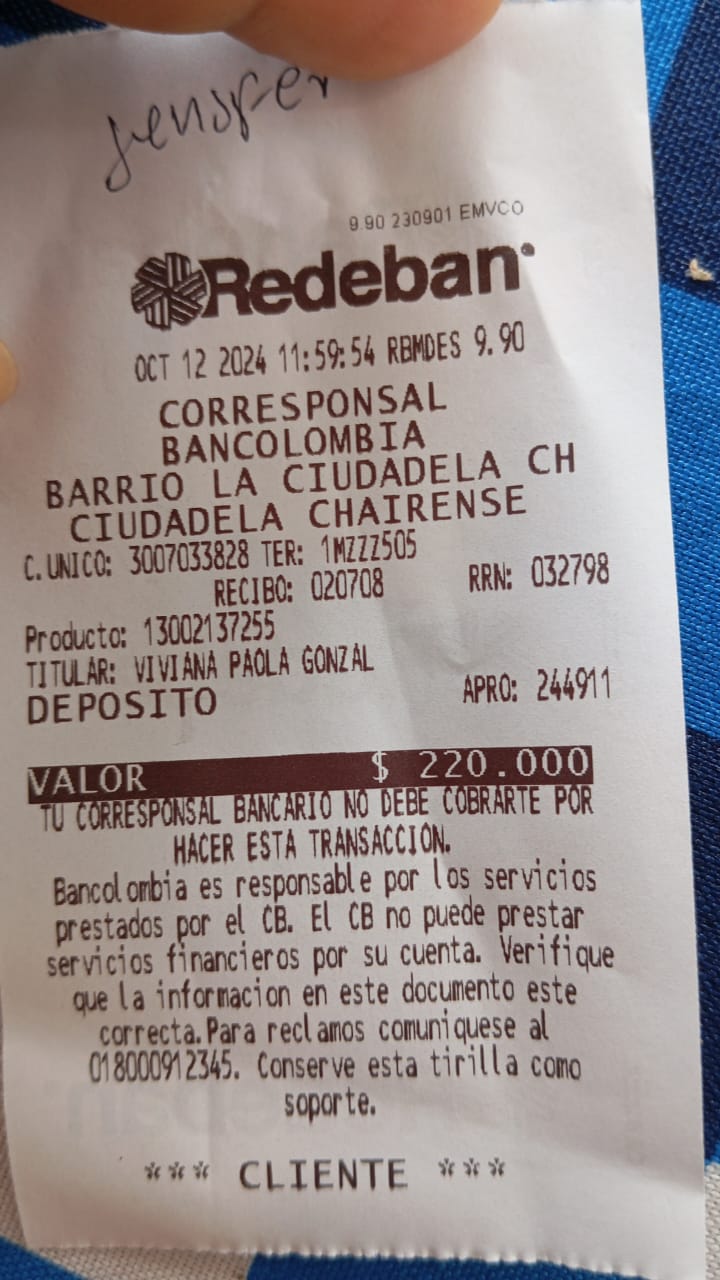 9.90 230901 EMVCO
Redeban
OCT 12 2024 11:59:54 RBMDES 9.90
CORRESPONSAL
BANCOLOMBIA
BARRIO LA CIUDADELA CH
CIUDADELA CHAIRENSE
C.UNICO: 3007033828 TER: 1MZZZ505
RECIBO: 020708 RRN: 032798
Producto: 13002137255
TITULAR: VIVIANA PAOLA GONZAL
DEPOSITO APRO: 244911
VALOR $ 220.000
TU CORRESPONSAL BANCARIO NO DEBE COBRARTE POR
HACER ESTA TRANSACCION.
Bancolombia es responsable por los servicios
prestados por el CB. El CB no puede prestar
servicios financieros por su cuenta. Verifique
que la informacion en este documento este
correcta.Para reclamos comuniquese al
018000912345. Conserve esta tirilla como
soporte.
*** CLIENTE ***